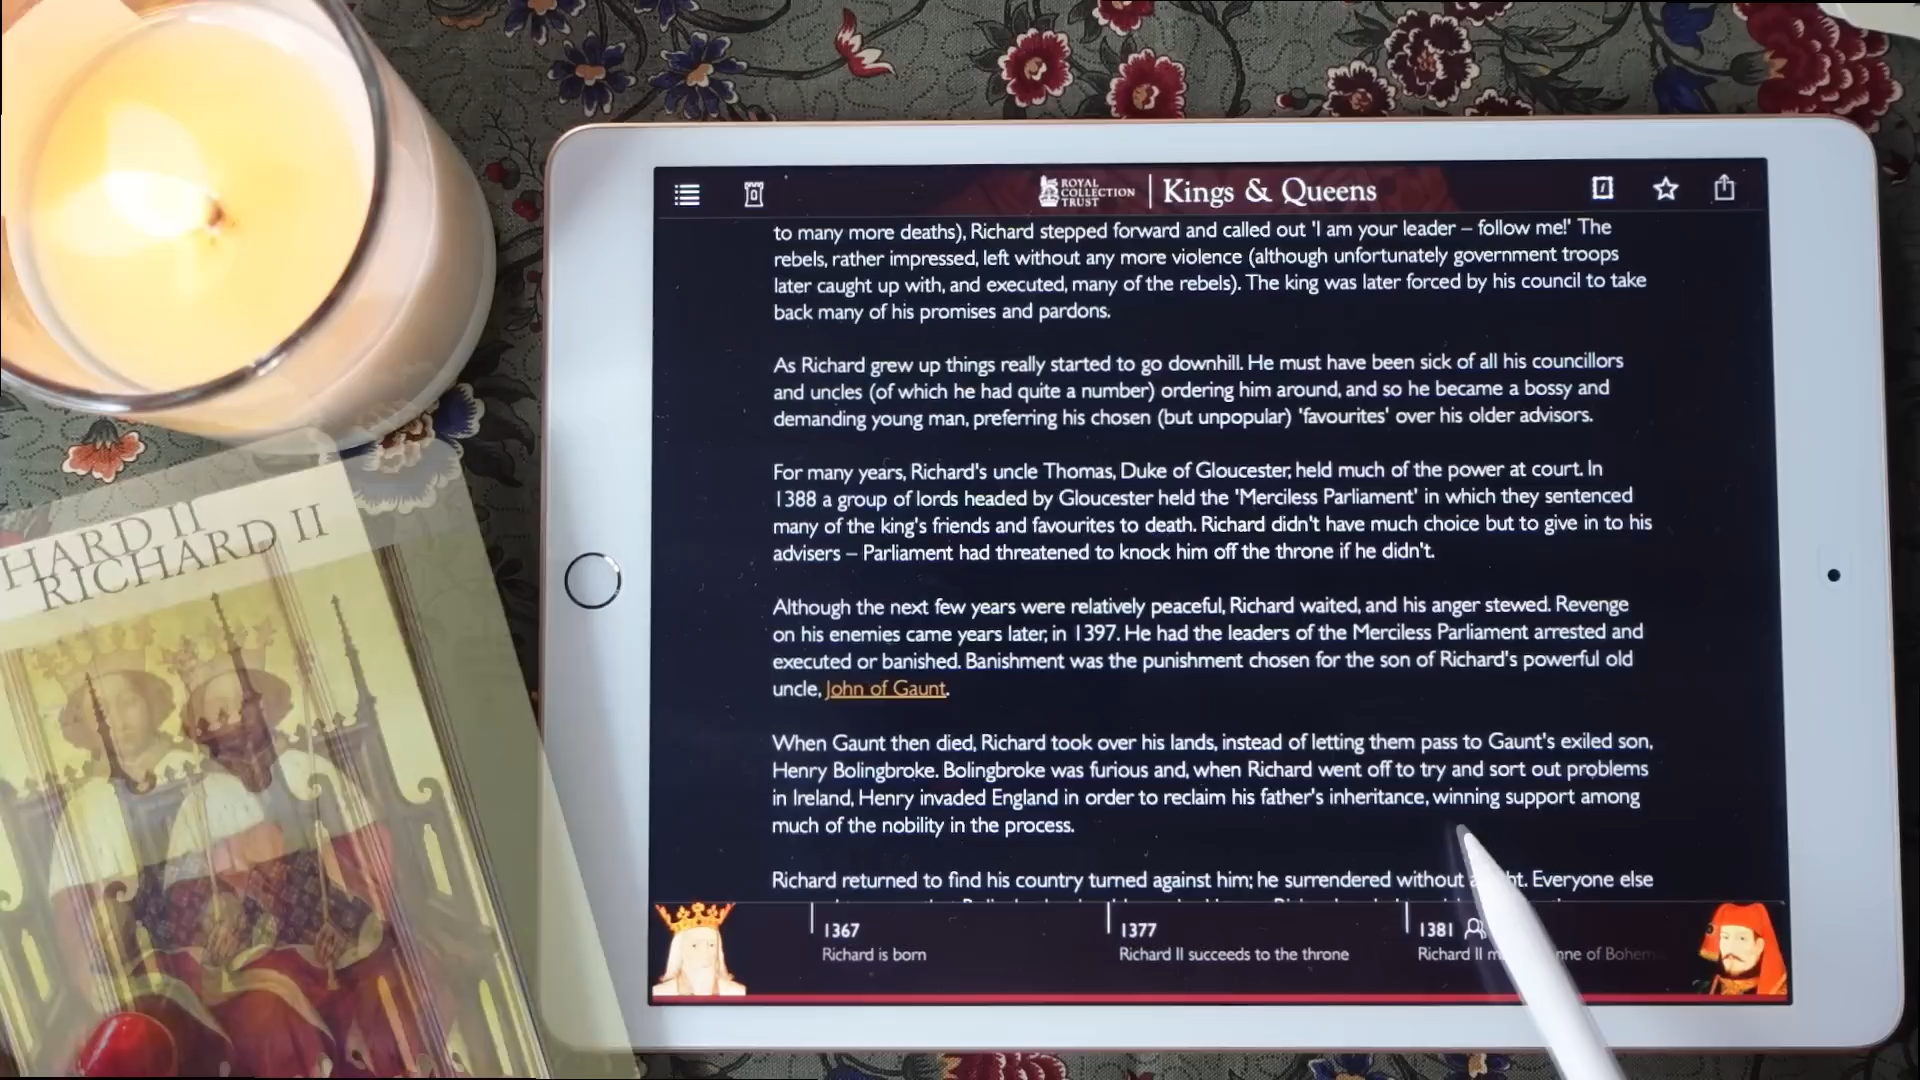 ROYAL
COLLECTION
TRUST
Kings & Queens
to many more deaths), Richard stepped forward and called out 'I am your leader – follow me!' The
rebels, rather impressed, left without any more violence (although unfortunately government troops
later caught up with, and executed, many of the rebels). The king was later forced by his council to take
back many of his promises and pardons.
As Richard grew up things really started to go downhill. He must have been sick of all his councillors
and uncles (of which he had quite a number) ordering him around, and so he became a bossy and
demanding young man, preferring his chosen (but unpopular) 'favourites' over his older advisors.
For many years, Richard's uncle Thomas, Duke of Gloucester, held much of the power at court. In
1388 a group of lords headed by Gloucester held the 'Merciless Parliament' in which they sentenced
many of the king's friends and favourites to death. Richard didn't have much choice but to give in to his
advisers – Parliament had threatened to knock him off the throne if he didn't.
Although the next few years were relatively peaceful, Richard waited, and his anger stewed. Revenge
on his enemies came years later, in 1397. He had the leaders of the Merciless Parliament arrested and
executed or banished. Banishment was the punishment chosen for the son of Richard's powerful old
uncle, John of Gaunt.
When Gaunt then died, Richard took over his lands, instead of letting them pass to Gaunt's exiled son,
Henry Bolingbroke. Bolingbroke was furious and, when Richard went off to try and sort out problems
in Ireland, Henry invaded England in order to reclaim his father's inheritance, winning support among
much of the nobility in the process.
Richard returned to find his country turned against him; he surrendered without Everyone else
1367
Richard is born
1377
Richard II succeeds to the throne
1381
Richard II
HARD II
RICHARD II